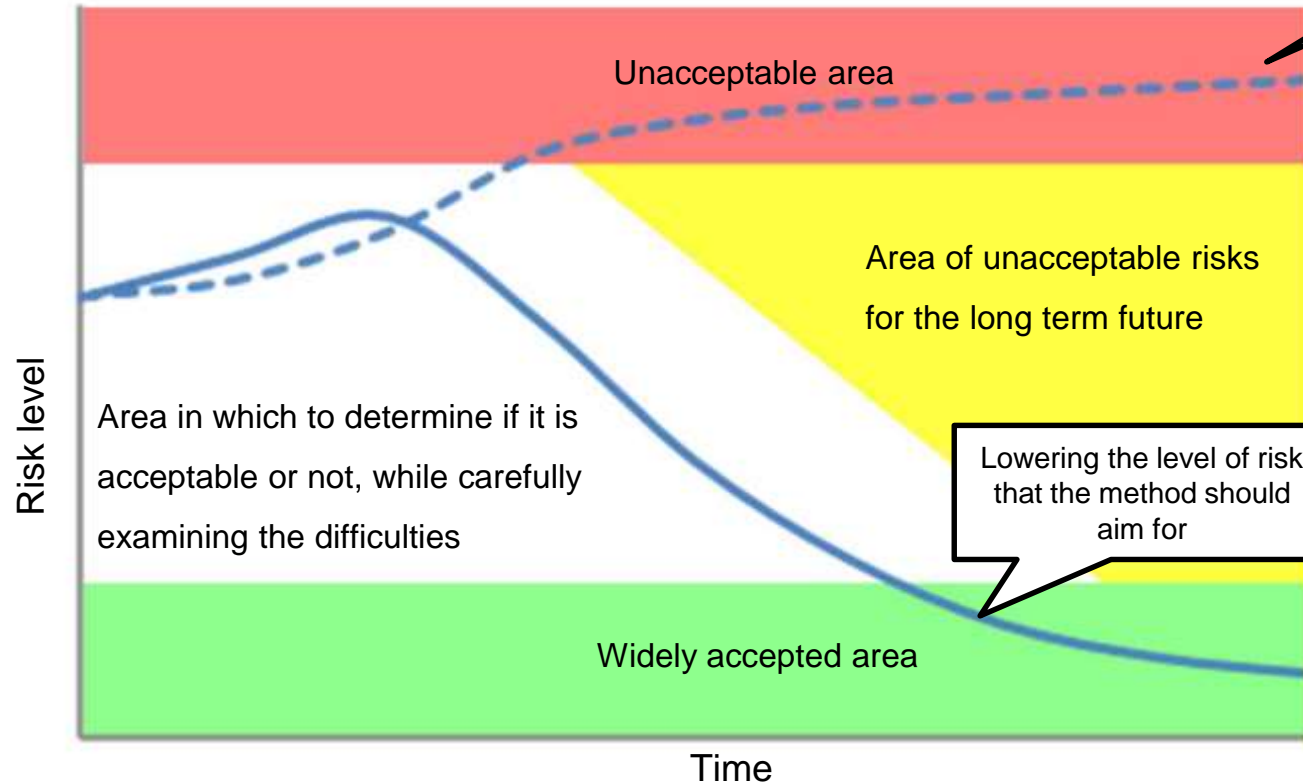 Unacceptable area
Area of unacceptable risks
for the long term future
Risk level
Area in which to determine if it is
acceptable or not, while carefully
examining the difficulties
Lowering the level of risk
that the method should
aim for
Widely accepted area
Time